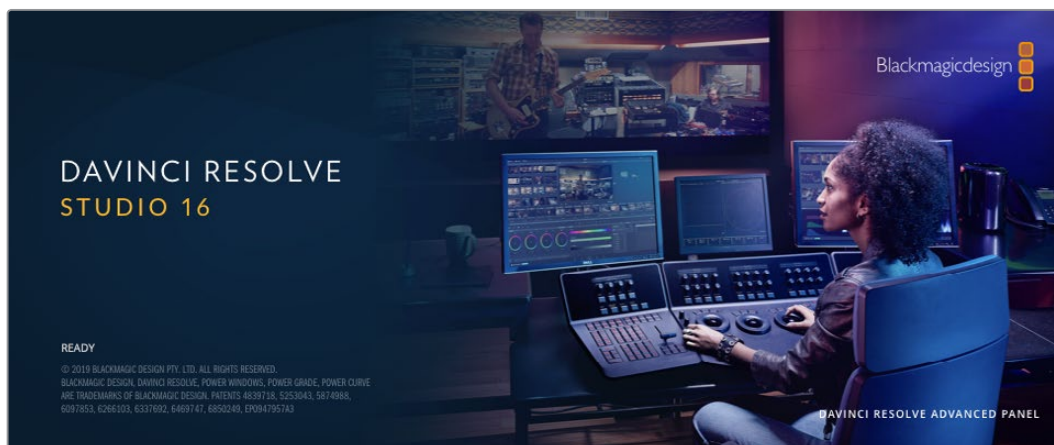 Blackmagicdesign
DAVINCI RESOLVE
STUDIO 16
READY
© 2019 BLACKMAGIC DESIGN PTY. LTD. ALL RIGHTS RESERVED.
BLACKMAGIC DESIGN, DAVINCI RESOLVE, POWER WINDOWS, POWER GRADE, POWER CURVE
ARE TRADEMARKS OF BLACKMAGIC DESIGN. PATENTS 4839718, 5253043, 5874988,
6097853, 6266103, 6337692, 6469747, 6850249, EP0947957A3
DAVINCI RESOLVE ADVANCED PANEL